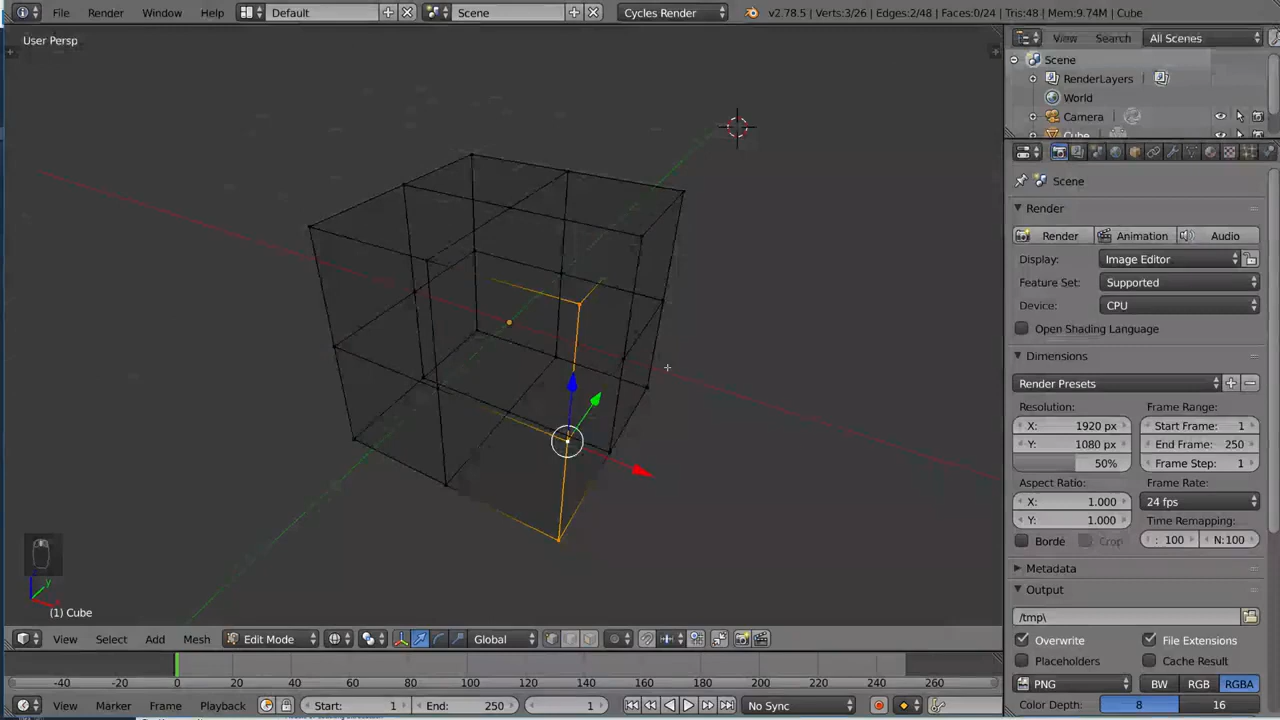 File Render Window Help Default Scene Cycles Render v2.78.5 | Verts:3/26 | Edges:2/48 | Faces:0/24 | Tris:48 | Mem:9.74M | Cube
User Persp
View Search All Scenes
Scene
RenderLayers
World
Camera
Cube
Scene
Render
Render Animation Audio
Display: Image Editor
Feature Set: Supported
Device: CPU
Open Shading Language
Dimensions
Render Presets
Resolution: Frame Range:
X: 1920 px Start Frame: 1
Y: 1080 px End Frame: 250
50% Frame Step: 1
Aspect Ratio: Frame Rate:
X: 1.000 24 fps
Y: 1.000 Time Remapping:
Borde Crop : 100 N:100
Metadata
Output
/tmp\
Overwrite File Extensions
Placeholders Cache Result
PNG BW RGB RGBA
Color Depth: 8 16
z
y
x
(1) Cube
View Select Add Mesh Edit Mode Global
-40 -20 0 20 40 60 80 100 120 140 160 180 200 220 240 260
View Marker Frame Playback Start: 1 End: 250 1 No Sync